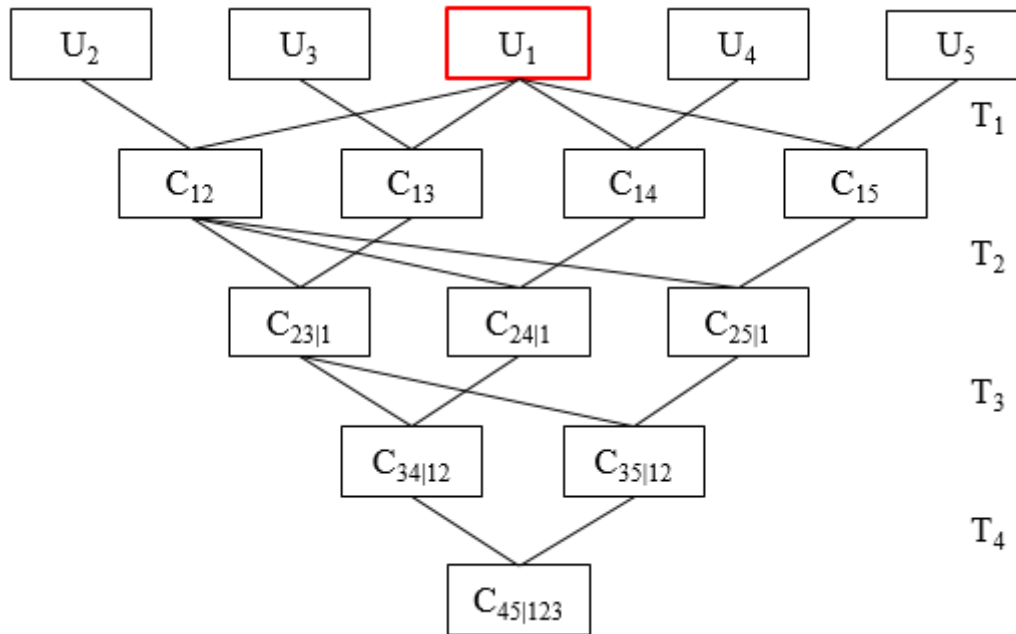 U₂ U₃ U₁ U₄ U₅
T₁
C₁₂ C₁₃ C₁₄ C₁₅
T₂
C₂₃|₁ C₂₄|₁ C₂₅|₁
T₃
C₃₄|₁₂ C₃₅|₁₂
T₄
C₄₅|₁₂₃